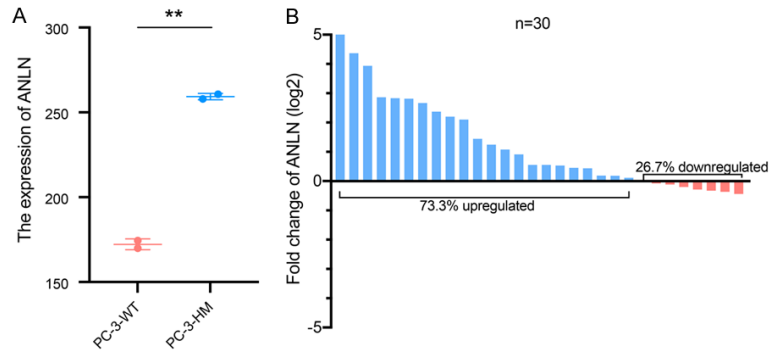 A
**
300
250
200
150
The expression of ANLN
PC-3-WT
PC-3-HM
B
n=30
5
0
-5
Fold change of ANLN (log2)
73.3% upregulated
26.7% downregulated